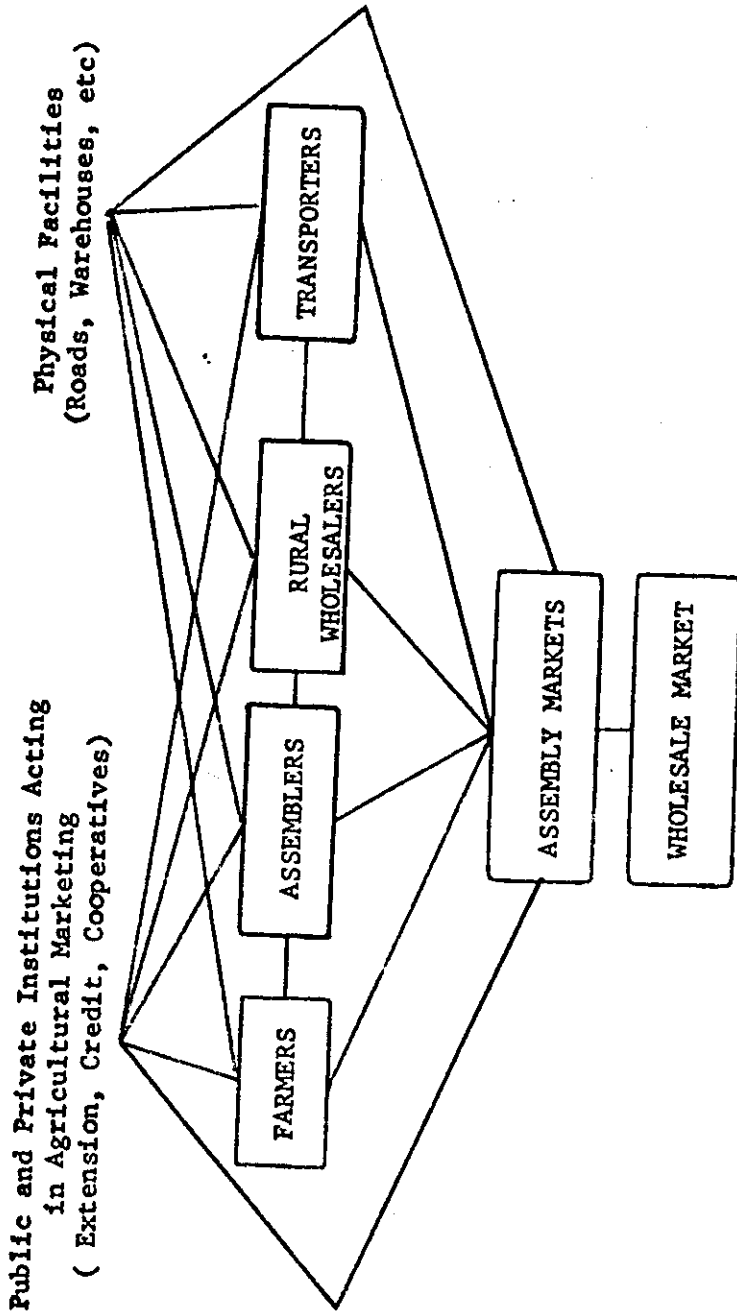 Public and Private Institutions Acting
in Agricultural Marketing
( Extension, Credit, Cooperatives)
Physical Facilities
(Roads, Warehouses, etc)
FARMERS
ASSEMBLERS
RURAL
WHOLESALERS
TRANSPORTERS
ASSEMBLY MARKETS
WHOLESALE MARKET